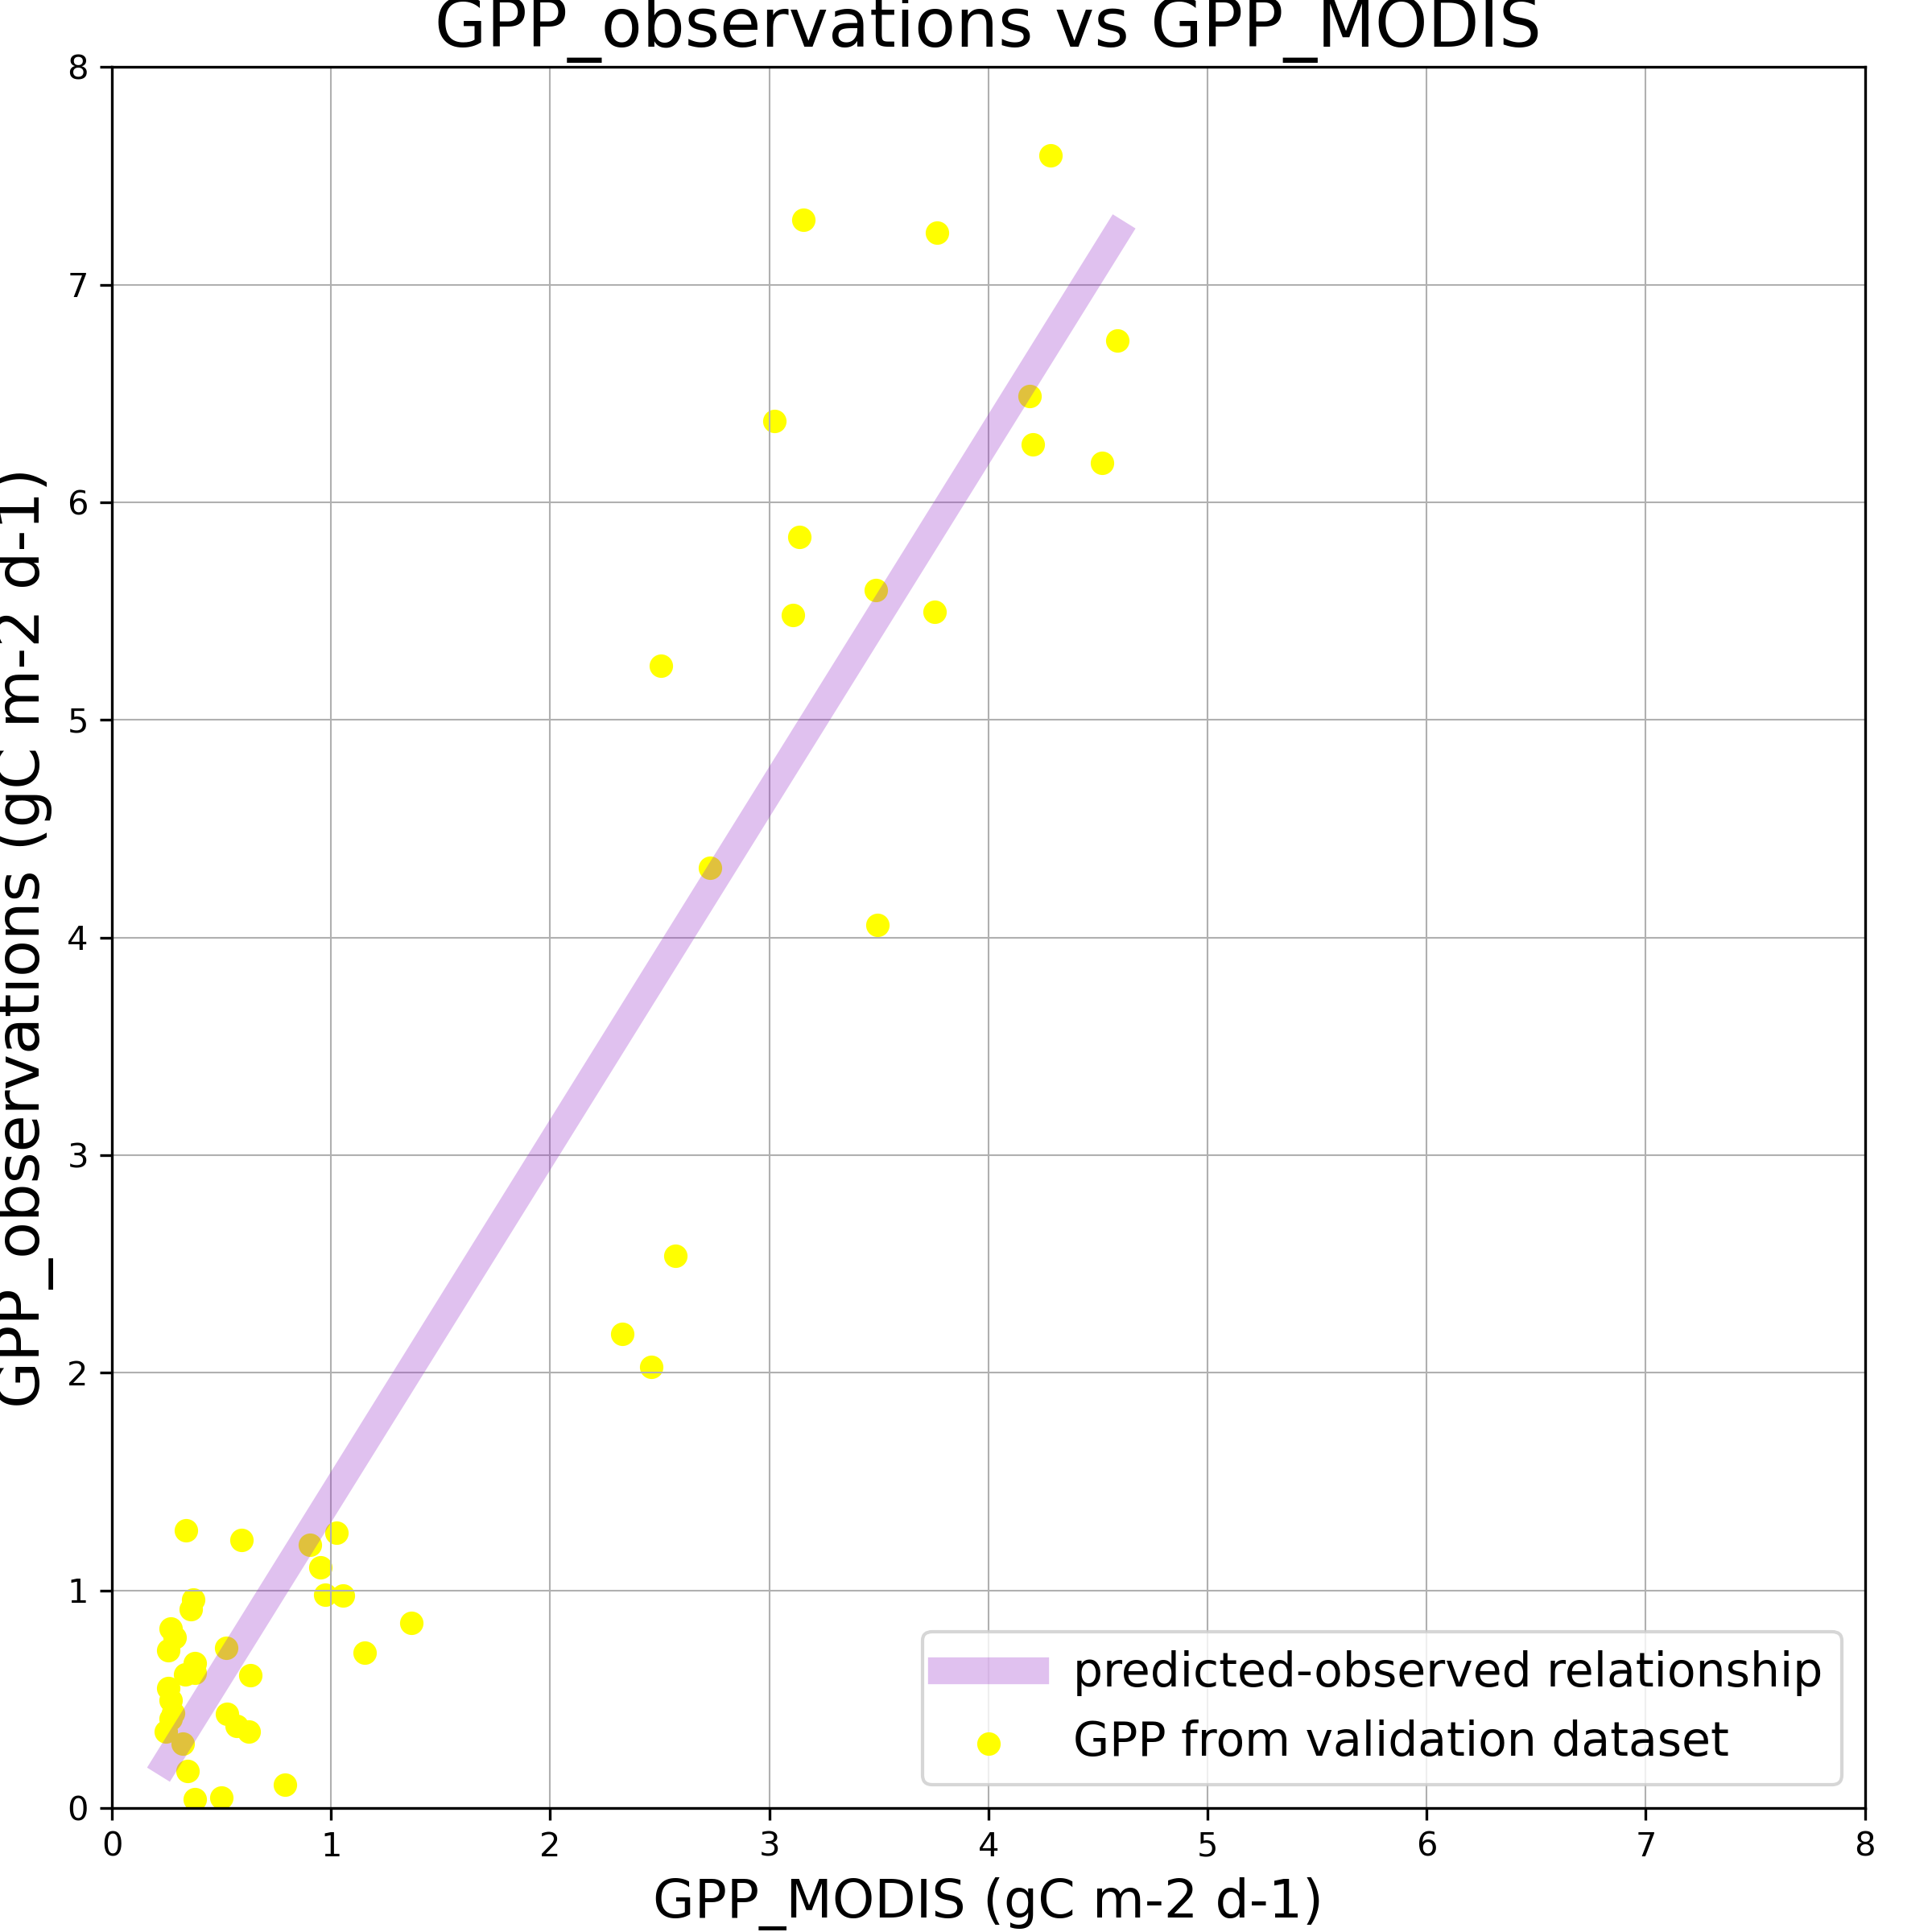 GPP_observations vs GPP_MODIS
8
7
6
5
4
3
2
1
0
GPP_observations (gC m-2 d-1)
predicted-observed relationship
GPP from validation dataset
0 1 2 3 4 5 6 7 8
GPP_MODIS (gC m-2 d-1)